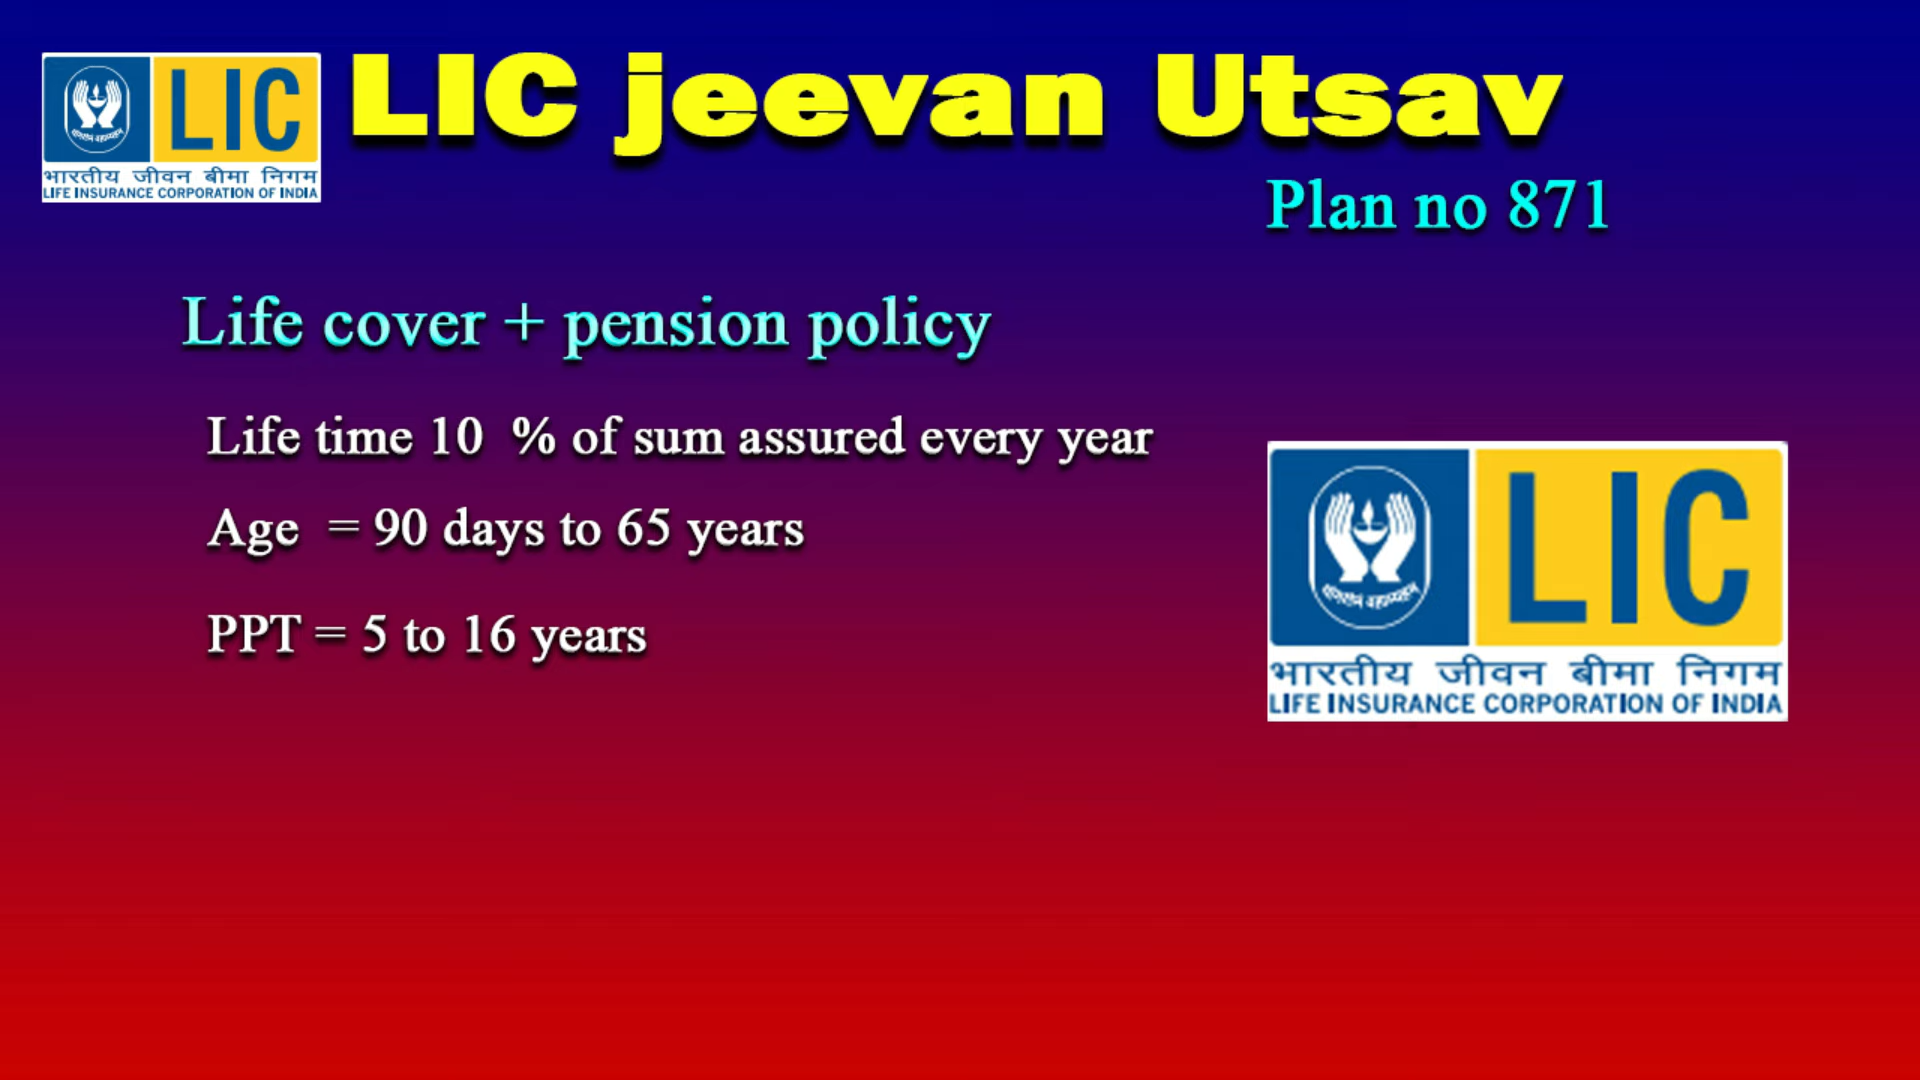 LIC
भारतीय जीवन बीमा निगम
LIFE INSURANCE CORPORATION OF INDIA
LIC jeevan Utsav
Plan no 871
Life cover + pension policy
Life time 10 % of sum assured every year
Age = 90 days to 65 years
PPT = 5 to 16 years
LIC
भारतीय जीवन बीमा निगम
LIFE INSURANCE CORPORATION OF INDIA